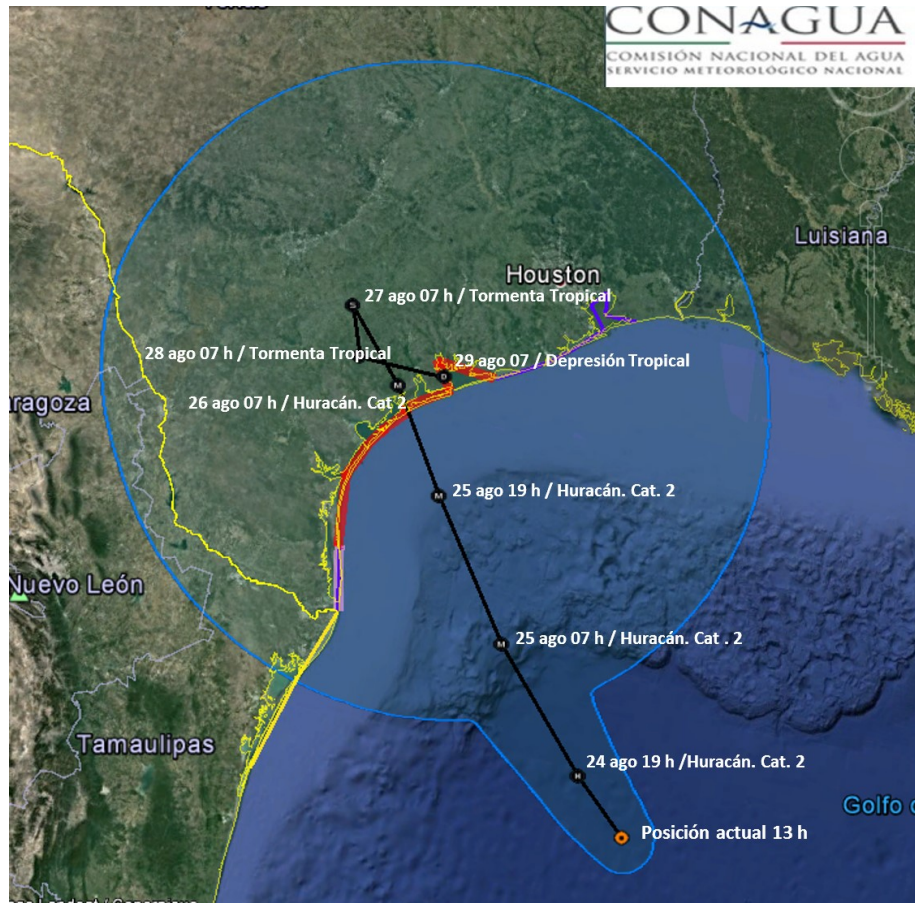 CONAGUA
COMISIÓN NACIONAL DEL AGUA
SERVICIO METEOROLÓGICO NACIONAL
Luisiana
Houston
27 ago 07 h / Tormenta Tropical
28 ago 07 h / Tormenta Tropical
29 ago 07 / Depresión Tropical
S
D
M
26 ago 07 h / Huracán. Cat 2
aragoza
M
25 ago 19 h / Huracán. Cat. 2
Nuevo León
M
25 ago 07 h / Huracán. Cat . 2
Tamaulipas
H
24 ago 19 h /Huracán. Cat. 2
Golfo
Posición actual 13 h